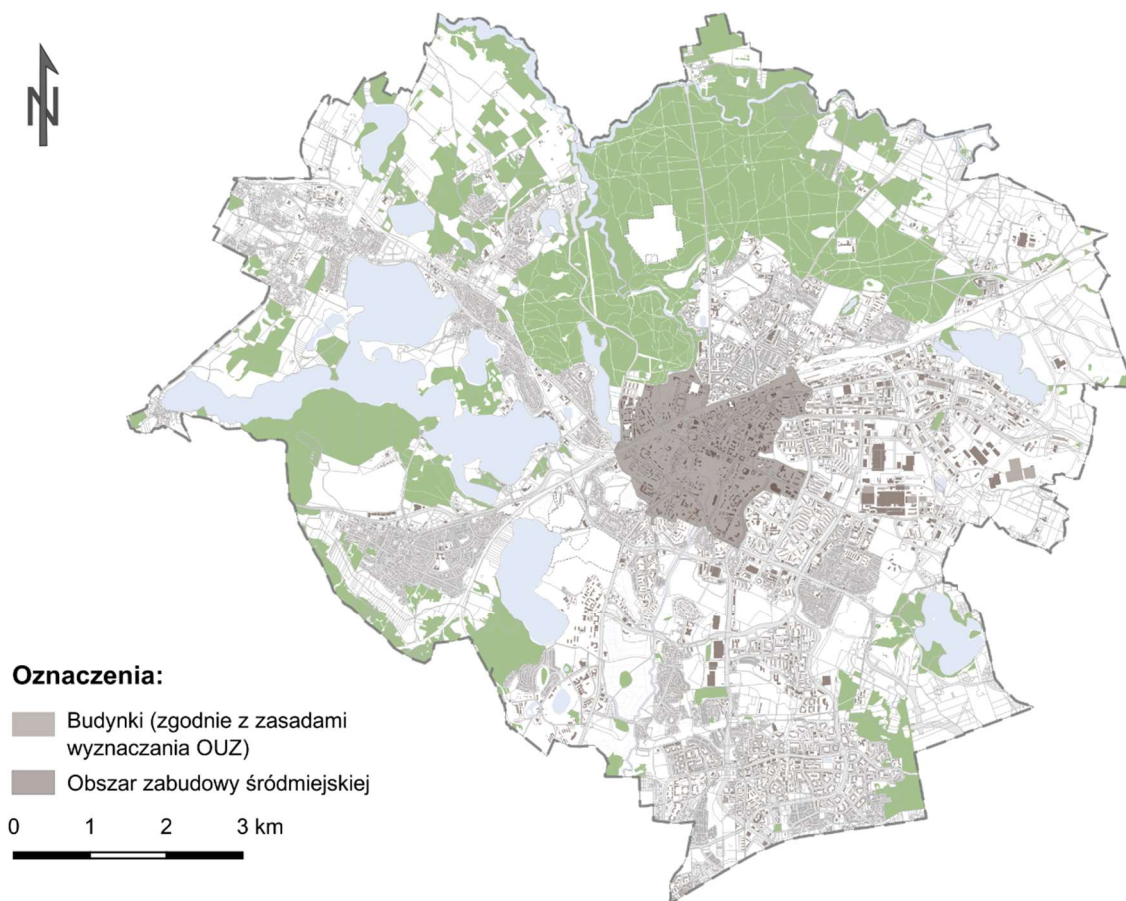 N
Oznaczenia:
Budynki (zgodnie z zasadami
wyznaczania OUZ)
Obszar zabudowy śródmiejskiej
0 1 2 3 km